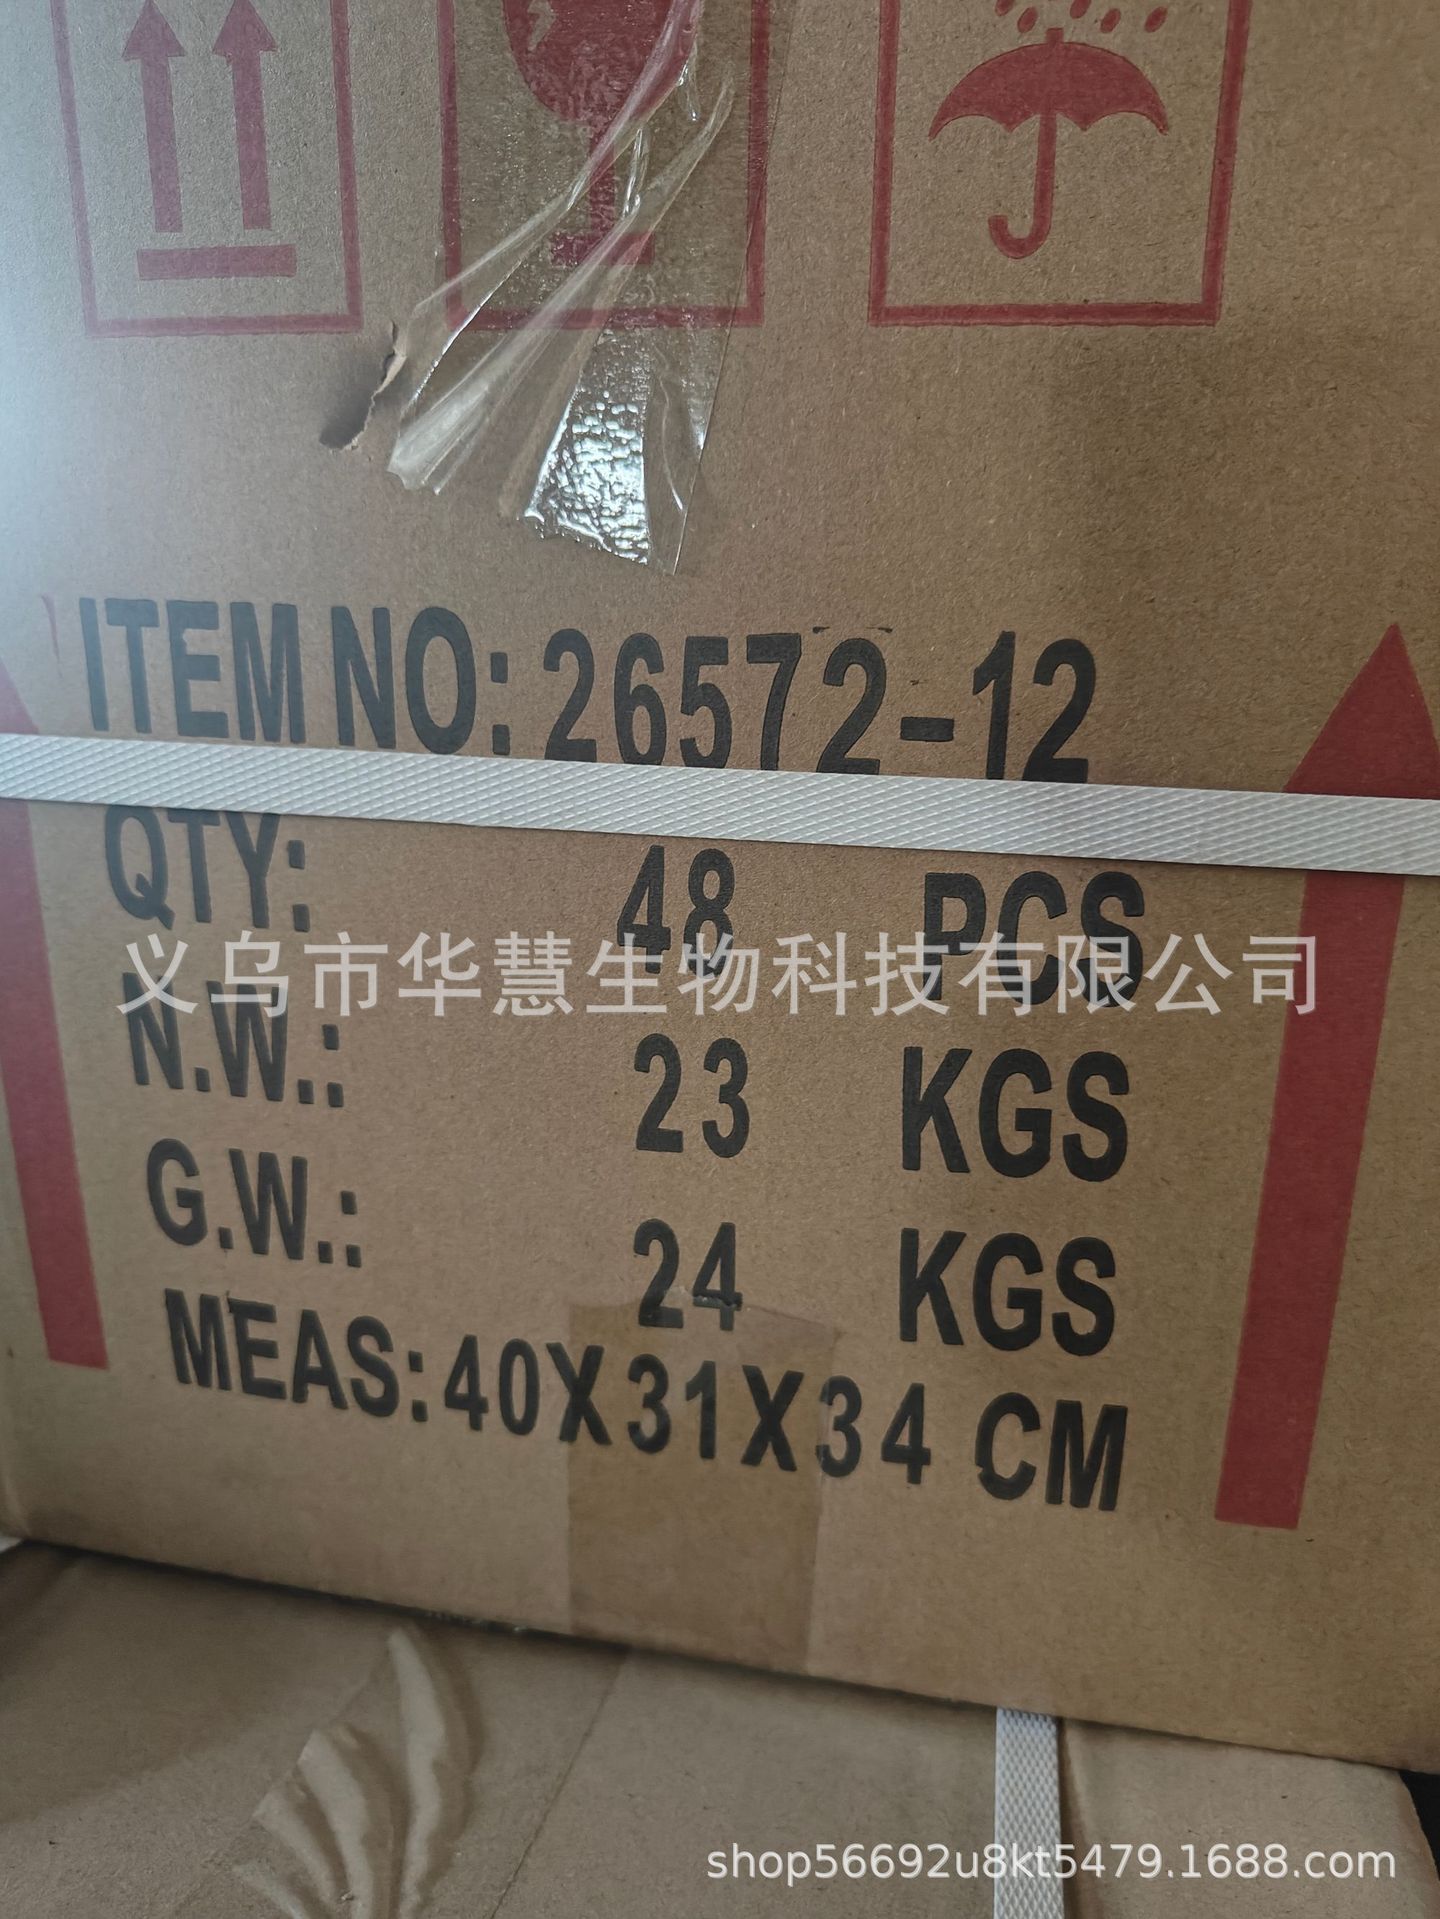 ITEM NO: 26572-12
QTY: 48 PCS
义乌市华慧生物科技有限公司
N.W.: 23 KGS
G.W.: 24 KGS
MEAS: 40X31X34 CM
shop56692u8kt5479.1688.com